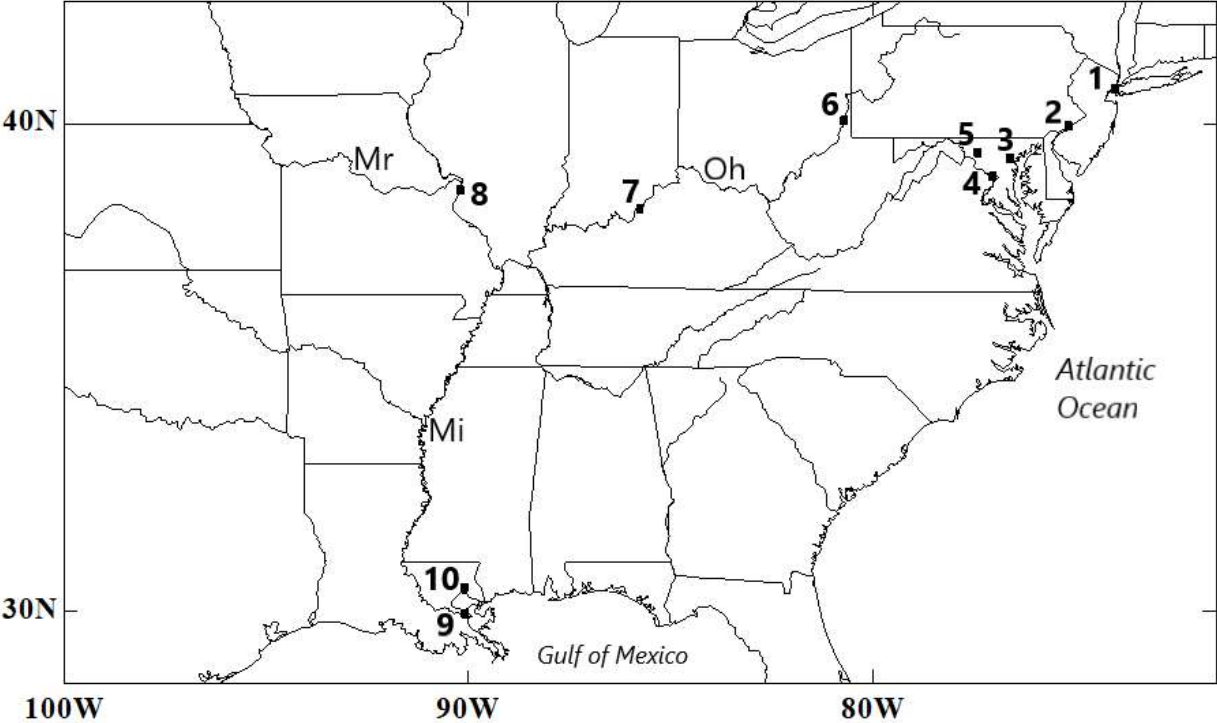 1
6
2
40N
5
3
Mr
Oh
4
8
7
Atlantic
Ocean
Mi
10
30N
9
Gulf of Mexico
100W
90W
80W